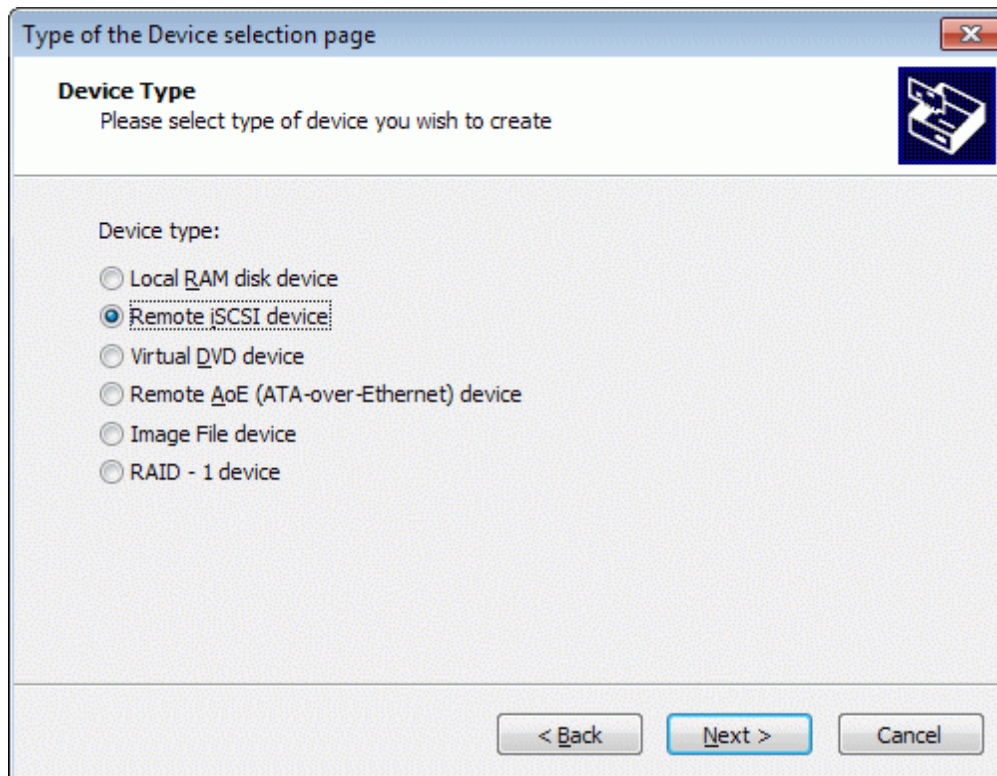 Type of the Device selection page
Device Type
Please select type of device you wish to create
Device type:
Local RAM disk device
Remote iSCSI device
Virtual DVD device
Remote AoE (ATA-over-Ethernet) device
Image File device
RAID - 1 device
< Back Next > Cancel